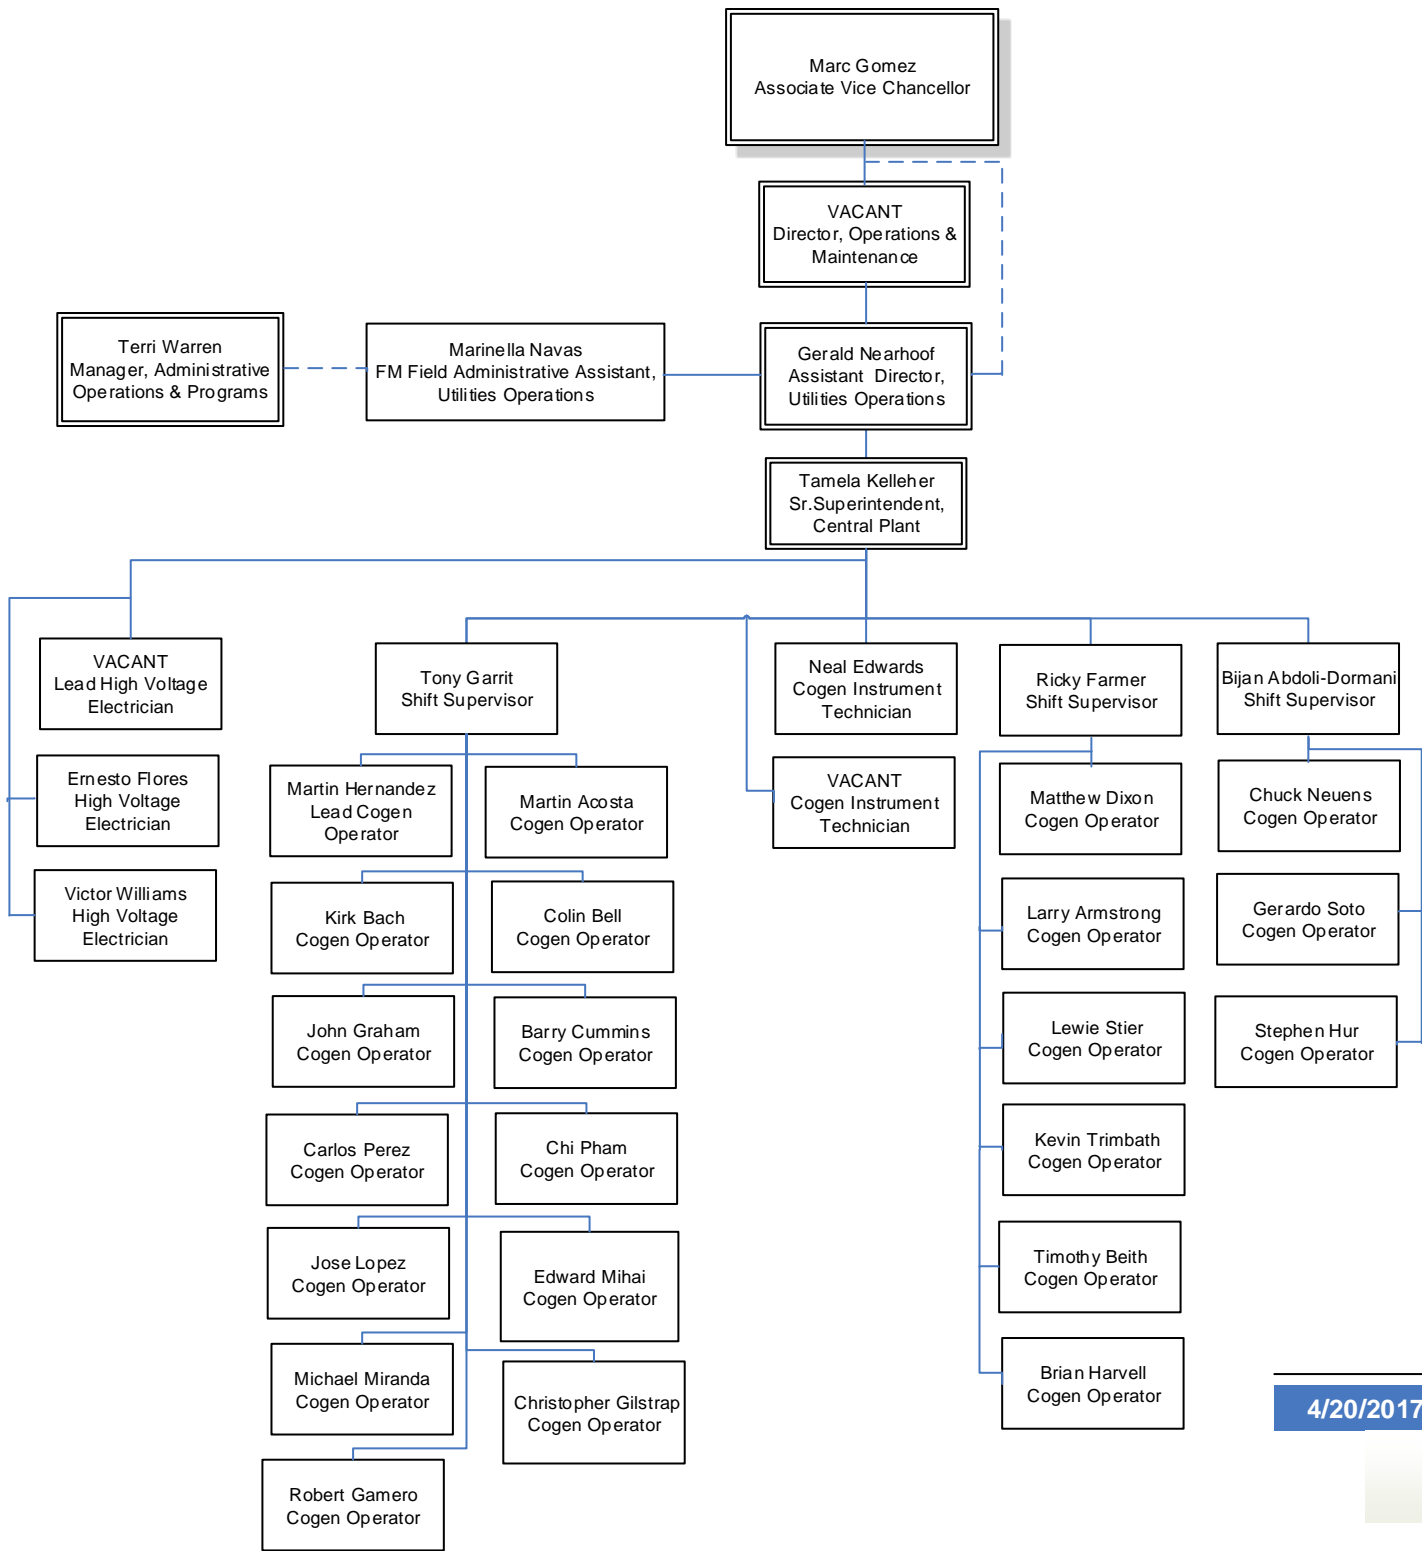 Marc Gomez
Associate Vice Chancellor
VACANT
Director, Operations &
Maintenance
Terri Warren
Manager, Administrative
Operations & Programs
Marinella Navas
FM Field Administrative Assistant,
Utilities Operations
Gerald Nearhoof
Assistant Director,
Utilities Operations
Tamela Kelleher
Sr.Superintendent,
Central Plant
VACANT
Lead High Voltage
Electrician
Ernesto Flores
High Voltage
Electrician
Victor Williams
High Voltage
Electrician
Tony Garrit
Shift Supervisor
Martin Hernandez
Lead Cogen
Operator
Martin Acosta
Cogen Operator
Kirk Bach
Cogen Operator
Colin Bell
Cogen Operator
John Graham
Cogen Operator
Barry Cummins
Cogen Operator
Carlos Perez
Cogen Operator
Chi Pham
Cogen Operator
Jose Lopez
Cogen Operator
Edward Mihai
Cogen Operator
Michael Miranda
Cogen Operator
Christopher Gilstrap
Cogen Operator
Robert Gamero
Cogen Operator
Neal Edwards
Cogen Instrument
Technician
VACANT
Cogen Instrument
Technician
Ricky Farmer
Shift Supervisor
Matthew Dixon
Cogen Operator
Larry Armstrong
Cogen Operator
Lewie Stier
Cogen Operator
Kevin Trimbath
Cogen Operator
Timothy Beith
Cogen Operator
Brian Harvell
Cogen Operator
Bijan Abdoli-Dormani
Shift Supervisor
Chuck Neuens
Cogen Operator
Gerardo Soto
Cogen Operator
Stephen Hur
Cogen Operator
4/20/2017